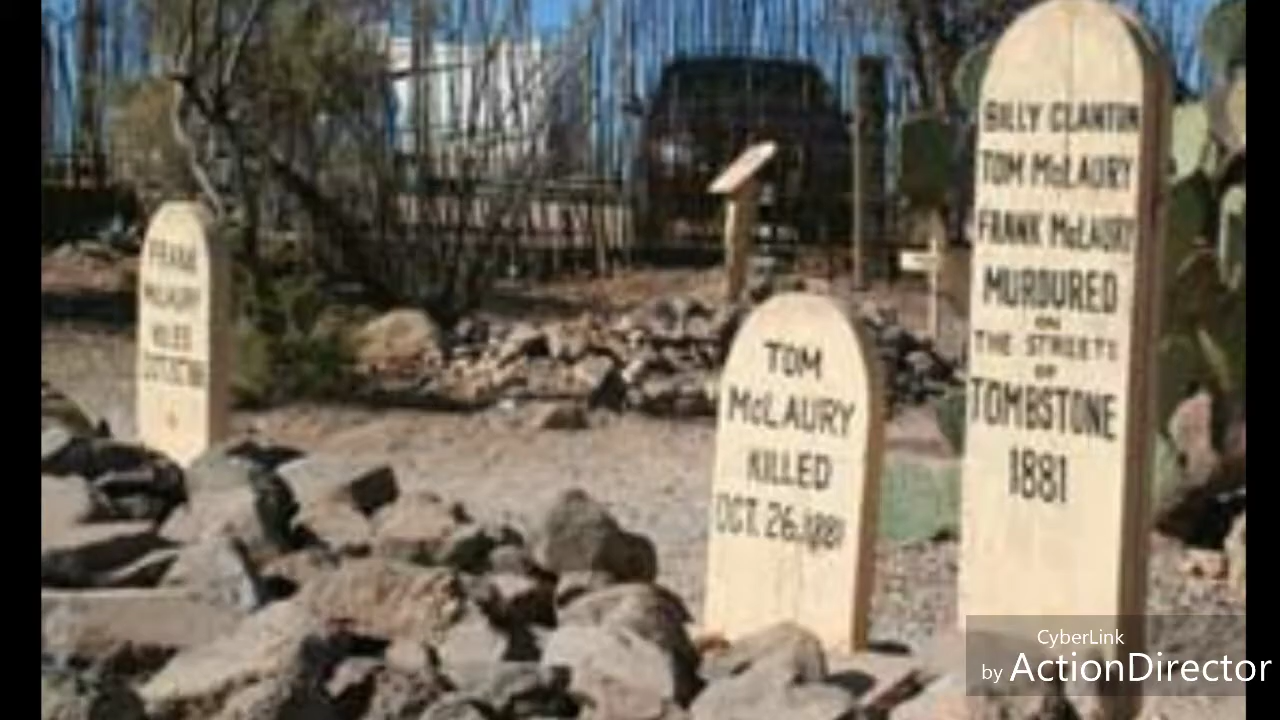 BILLY CLANTON
TOM McLAURY
FRANK McLAURY
MURDURED
ON
THE STREETS
OF
TOMBSTONE
1881
TOM
McLAURY
KILLED
OCT. 26, 1881
FRANK
McLAURY
KILLED
CyberLink
by ActionDirector